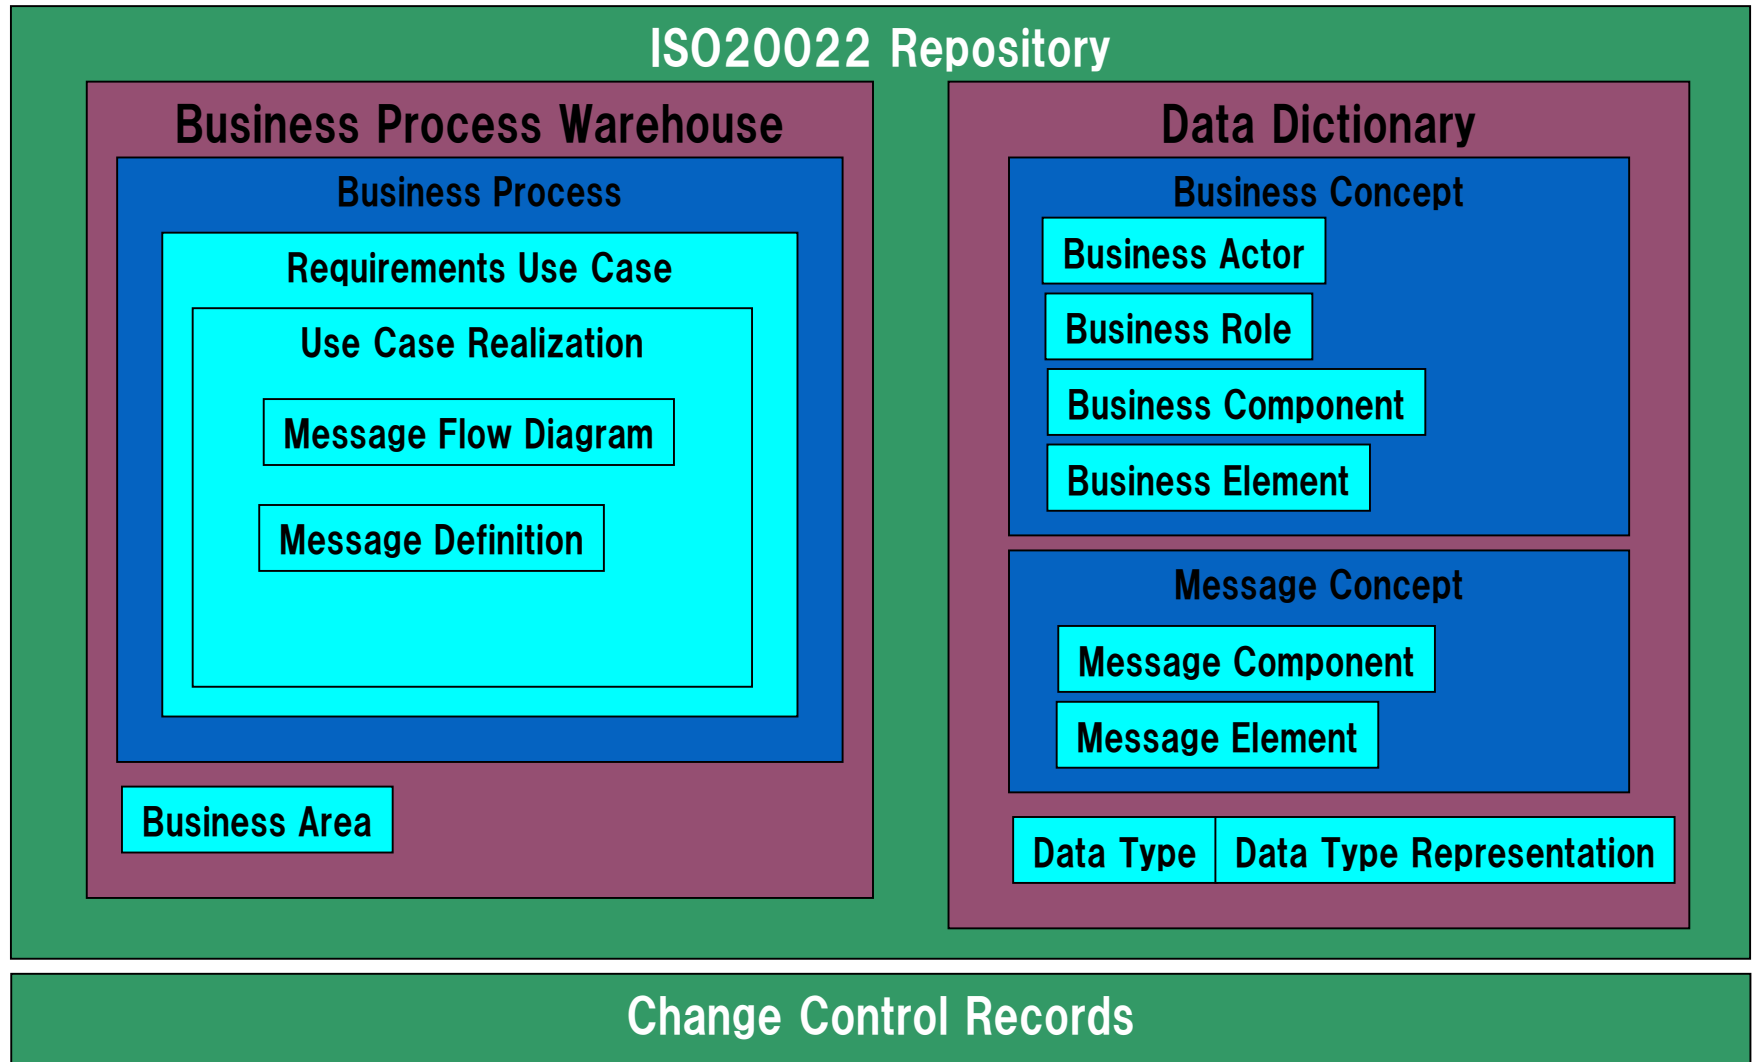 ISO20022 Repository
Business Process Warehouse
Business Process
Requirements Use Case
Use Case Realization
Message Flow Diagram
Message Definition
Business Area
Data Dictionary
Business Concept
Business Actor
Business Role
Business Component
Business Element
Message Concept
Message Component
Message Element
Data Type
Data Type Representation
Change Control Records